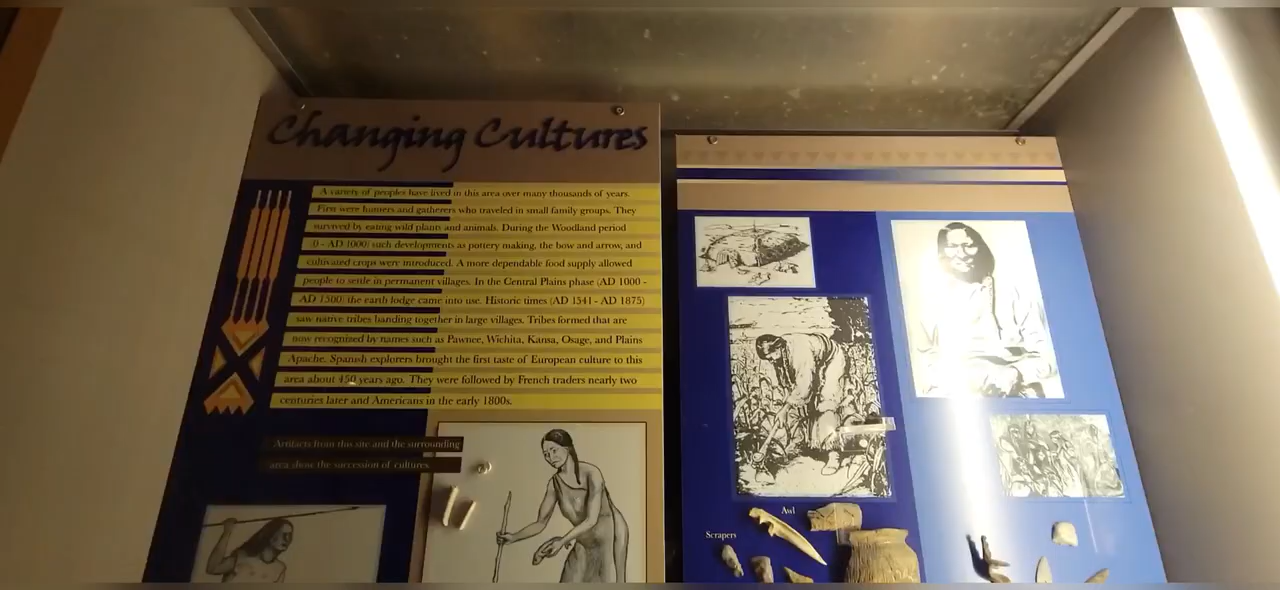 Changing Cultures
A variety of peoples have lived in this area over many thousands of years.
First were hunters and gatherers who traveled in small family groups. They
survived by eating wild plants and animals. During the Woodland period
(0 - AD 1000) such developments as pottery making, the bow and arrow, and
cultivated crops were introduced. A more dependable food supply allowed
people to settle in permanent villages. In the Central Plains phase (AD 1000 -
AD 1500) the earth lodge came into use. Historic times (AD 1541 - AD 1875)
saw native tribes banding together in large villages. Tribes formed that are
now recognized by names such as Pawnee, Wichita, Kansa, Osage, and Plains
Apache. Spanish explorers brought the first taste of European culture to this
area about 450 years ago. They were followed by French traders nearly two
centuries later and Americans in the early 1800s.
Artifacts from this site and the surrounding
area show the succession of cultures.
Awl
Scrapers